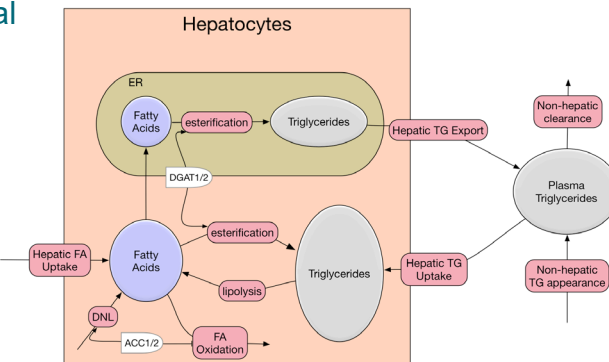 al
Hepatocytes
ER
Fatty
Acids
esterification
Triglycerides
Hepatic TG Export
Non-hepatic
clearance
DGAT1/2
Plasma
Triglycerides
Hepatic FA
Uptake
Fatty
Acids
esterification
lipolysis
Triglycerides
Hepatic TG
Uptake
Non-hepatic
TG appearance
DNL
ACC1/2
FA
Oxidation